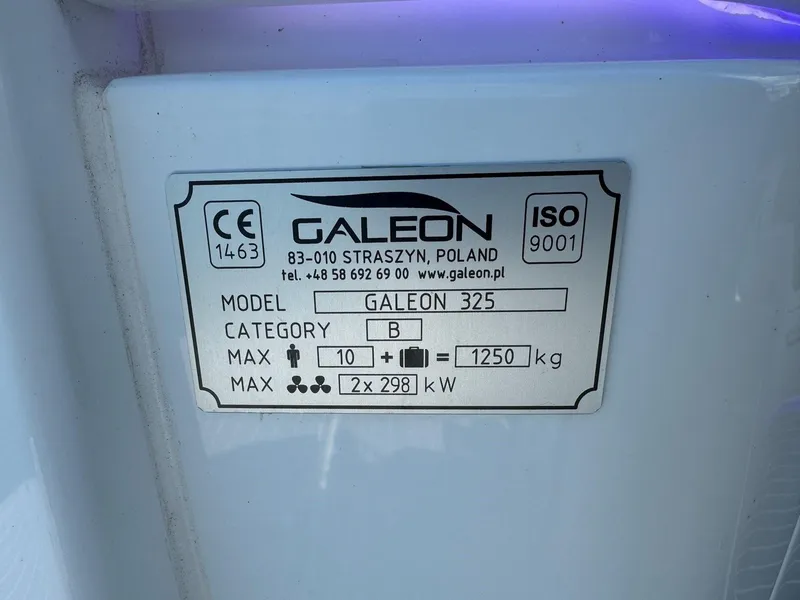 CE
1463
GALEON
ISO
9001
83-010 STRASZYN, POLAND
tel. +48 58 692 69 00 www.galeon.pl
MODEL GALEON 325
CATEGORY B
MAX 10 + = 1250 kg
MAX 2x 298 kW